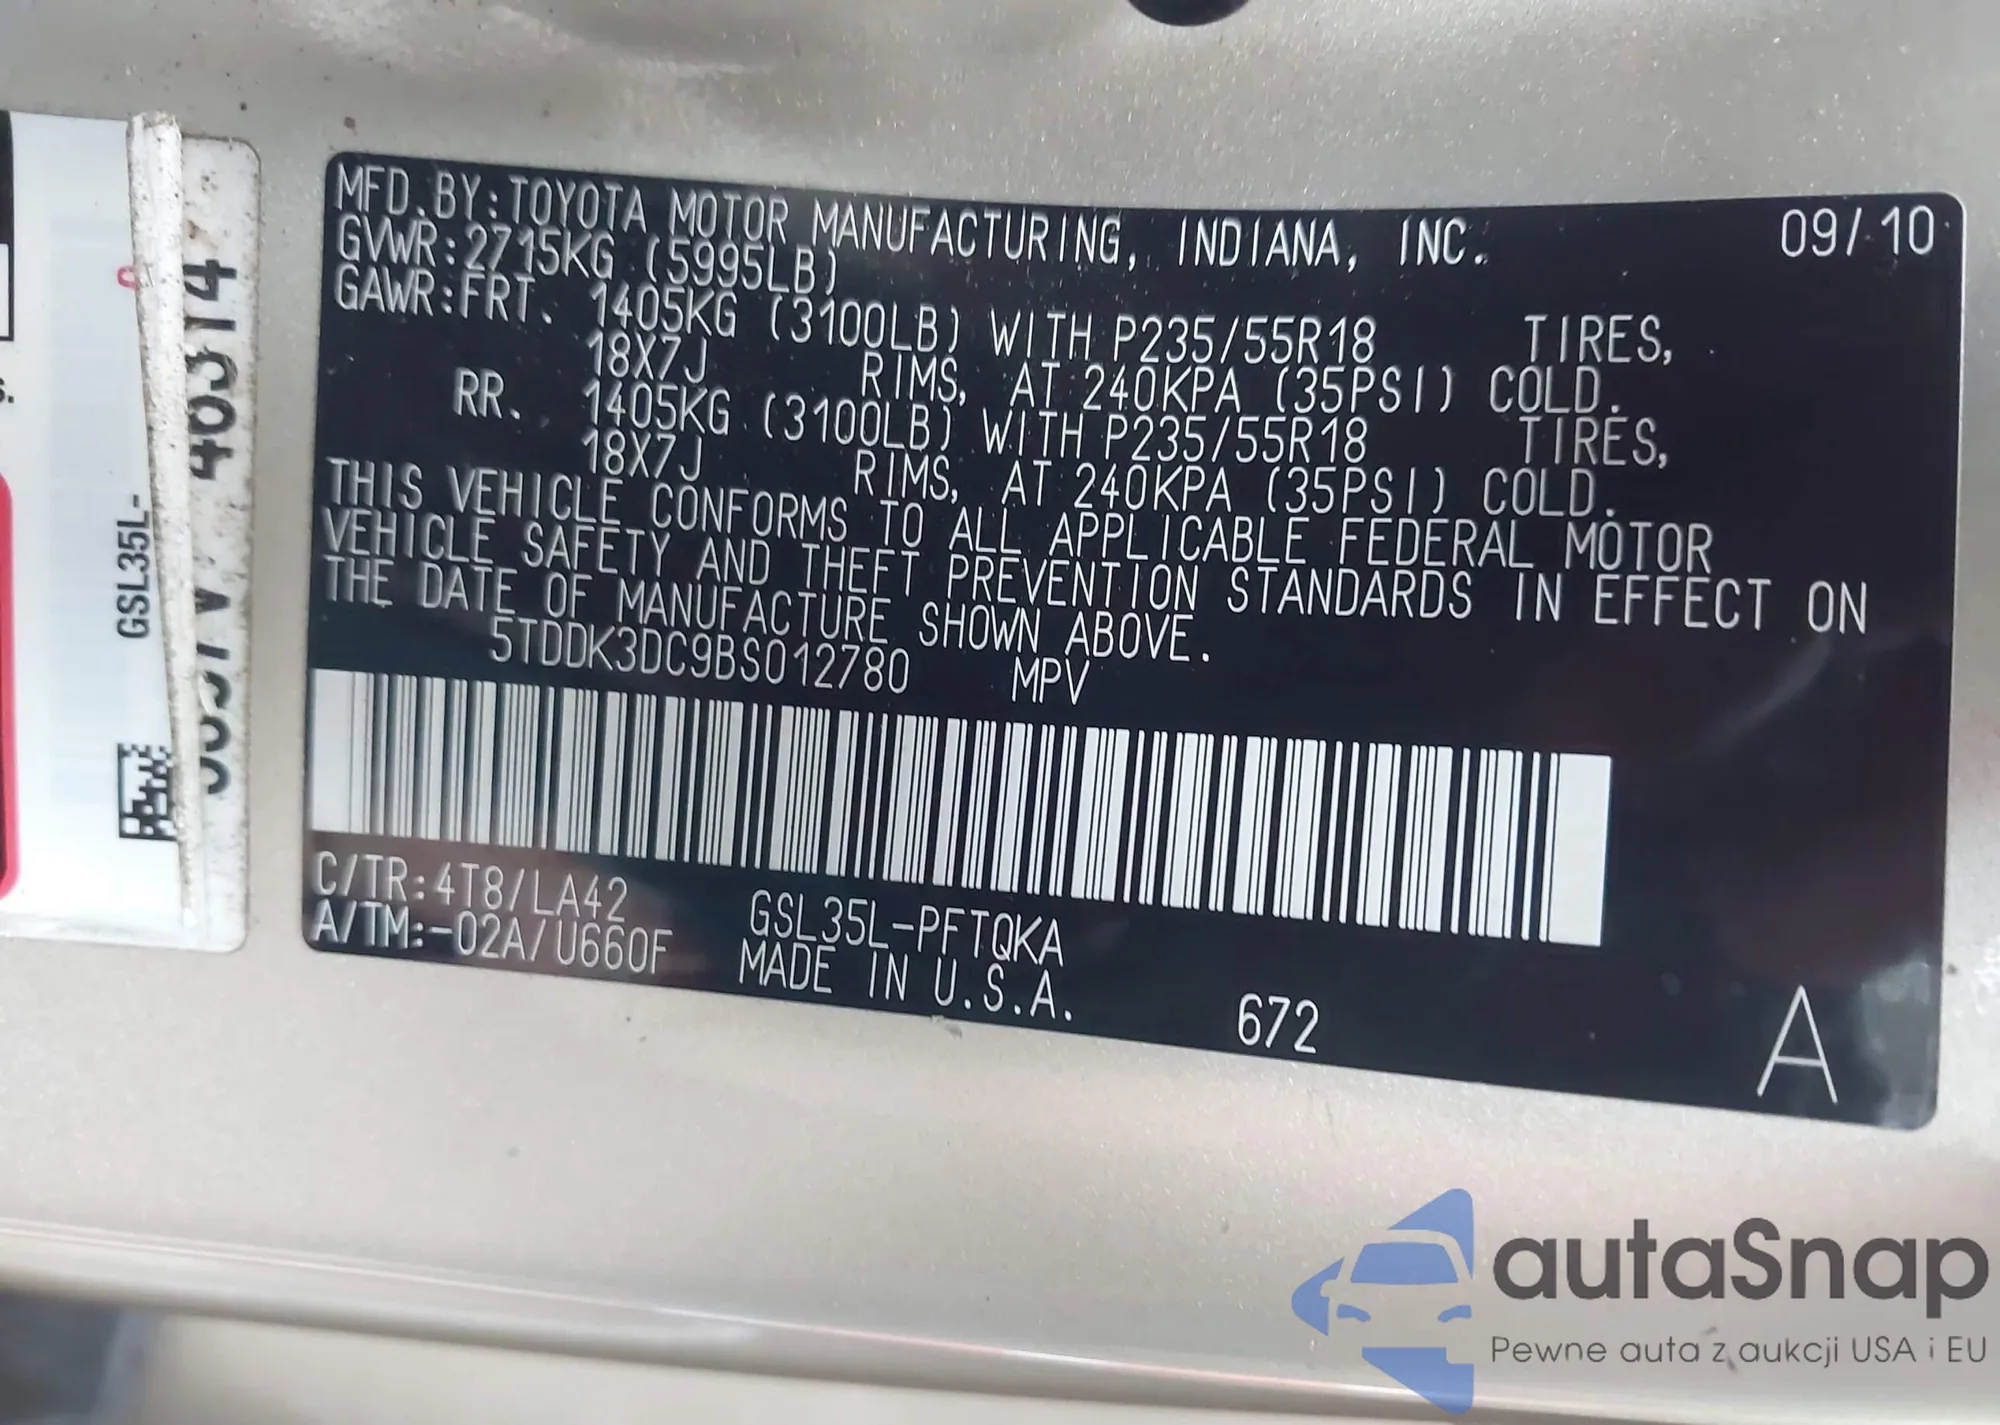 MFD.BY:TOYOTA MOTOR MANUFACTURING, INDIANA, INC. 09/10
GVWR:2715KG (5995LB)
GAWR:FRT. 1405KG (3100LB) WITH P235/55R18 TIRES,
18X7J RIMS, AT 240KPA (35PSI) COLD.
RR. 1405KG (3100LB) WITH P235/55R18 TIRES,
18X7J RIMS, AT 240KPA (35PSI) COLD.
THIS VEHICLE CONFORMS TO ALL APPLICABLE FEDERAL MOTOR
VEHICLE SAFETY AND THEFT PREVENTION STANDARDS IN EFFECT ON
THE DATE OF MANUFACTURE SHOWN ABOVE.
5TDDK3DC9BS012780 MPV
C/TR:4T8/LA42 GSL35L-PFTQKA
A/TM:-02A/U660F MADE IN U.S.A. 672 A
GSL35L-
autaSnap
Pewne auta z aukcji USA i EU